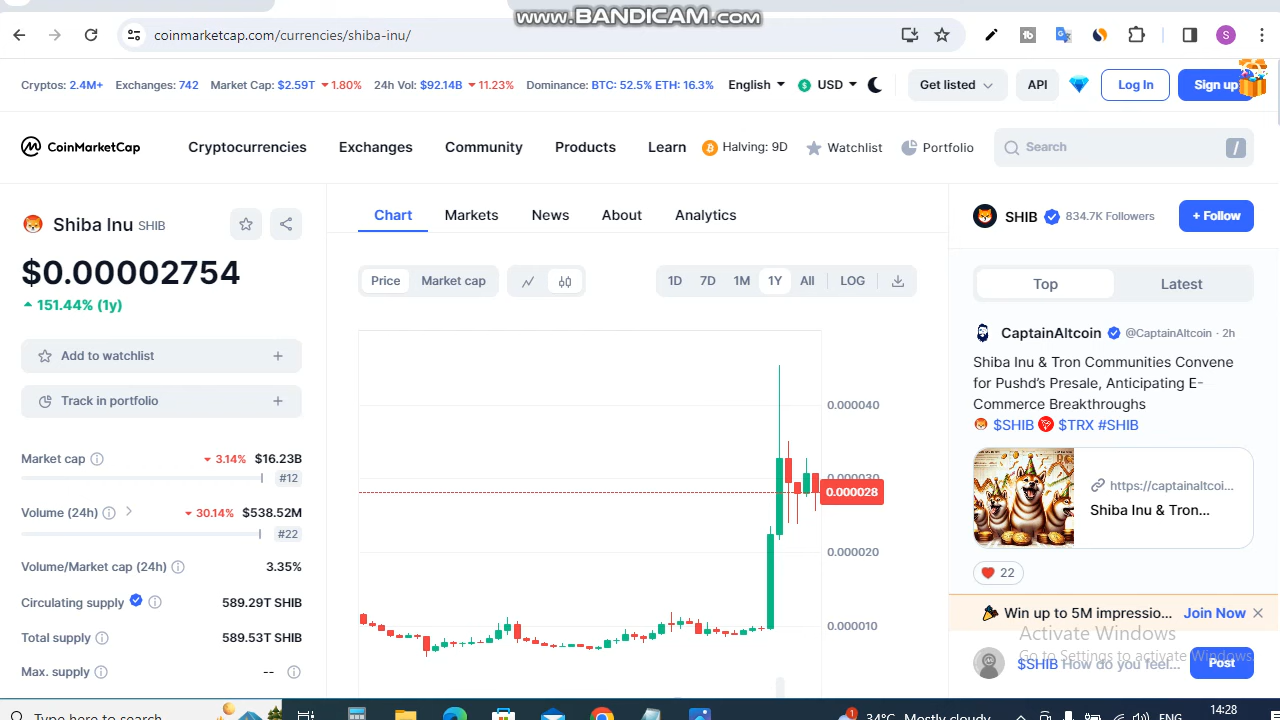 www.BANDICAM.com
coinmarketcap.com/currencies/shiba-inu/
S
Cryptos: 2.4M+ Exchanges: 742 Market Cap: $2.59T 1.80% 24h Vol: $92.14B 11.23% Dominance: BTC: 52.5% ETH: 16.3% English USD Get listed API Log In Sign up
CoinMarketCap Cryptocurrencies Exchanges Community Products Learn Halving: 9D Watchlist Portfolio Search /
Shiba Inu SHIB
$0.00002754
151.44% (1y)
Add to watchlist +
Track in portfolio +
Market cap 3.14% $16.23B
#12
Volume (24h) 30.14% $538.52M
#22
Volume/Market cap (24h) 3.35%
Circulating supply 589.29T SHIB
Total supply 589.53T SHIB
Max. supply --
Chart Markets News About Analytics
Price Market cap 1D 7D 1M 1Y All LOG
0.000040
0.000030
0.000028
0.000020
0.000010
SHIB 834.7K Followers + Follow
Top Latest
CaptainAltcoin @CaptainAltcoin · 2h
Shiba Inu & Tron Communities Convene
for Pushd's Presale, Anticipating E-
Commerce Breakthroughs
$SHIB $TRX #SHIB
https://captainaltcoi...
Shiba Inu & Tron...
22
Win up to 5M impressio... Join Now
Activate Windows
Go to Settings to activate Windows.
$SHIB How do you feel... Post
Type here to search
1 34°C Mostly cloudy ENG 14:28